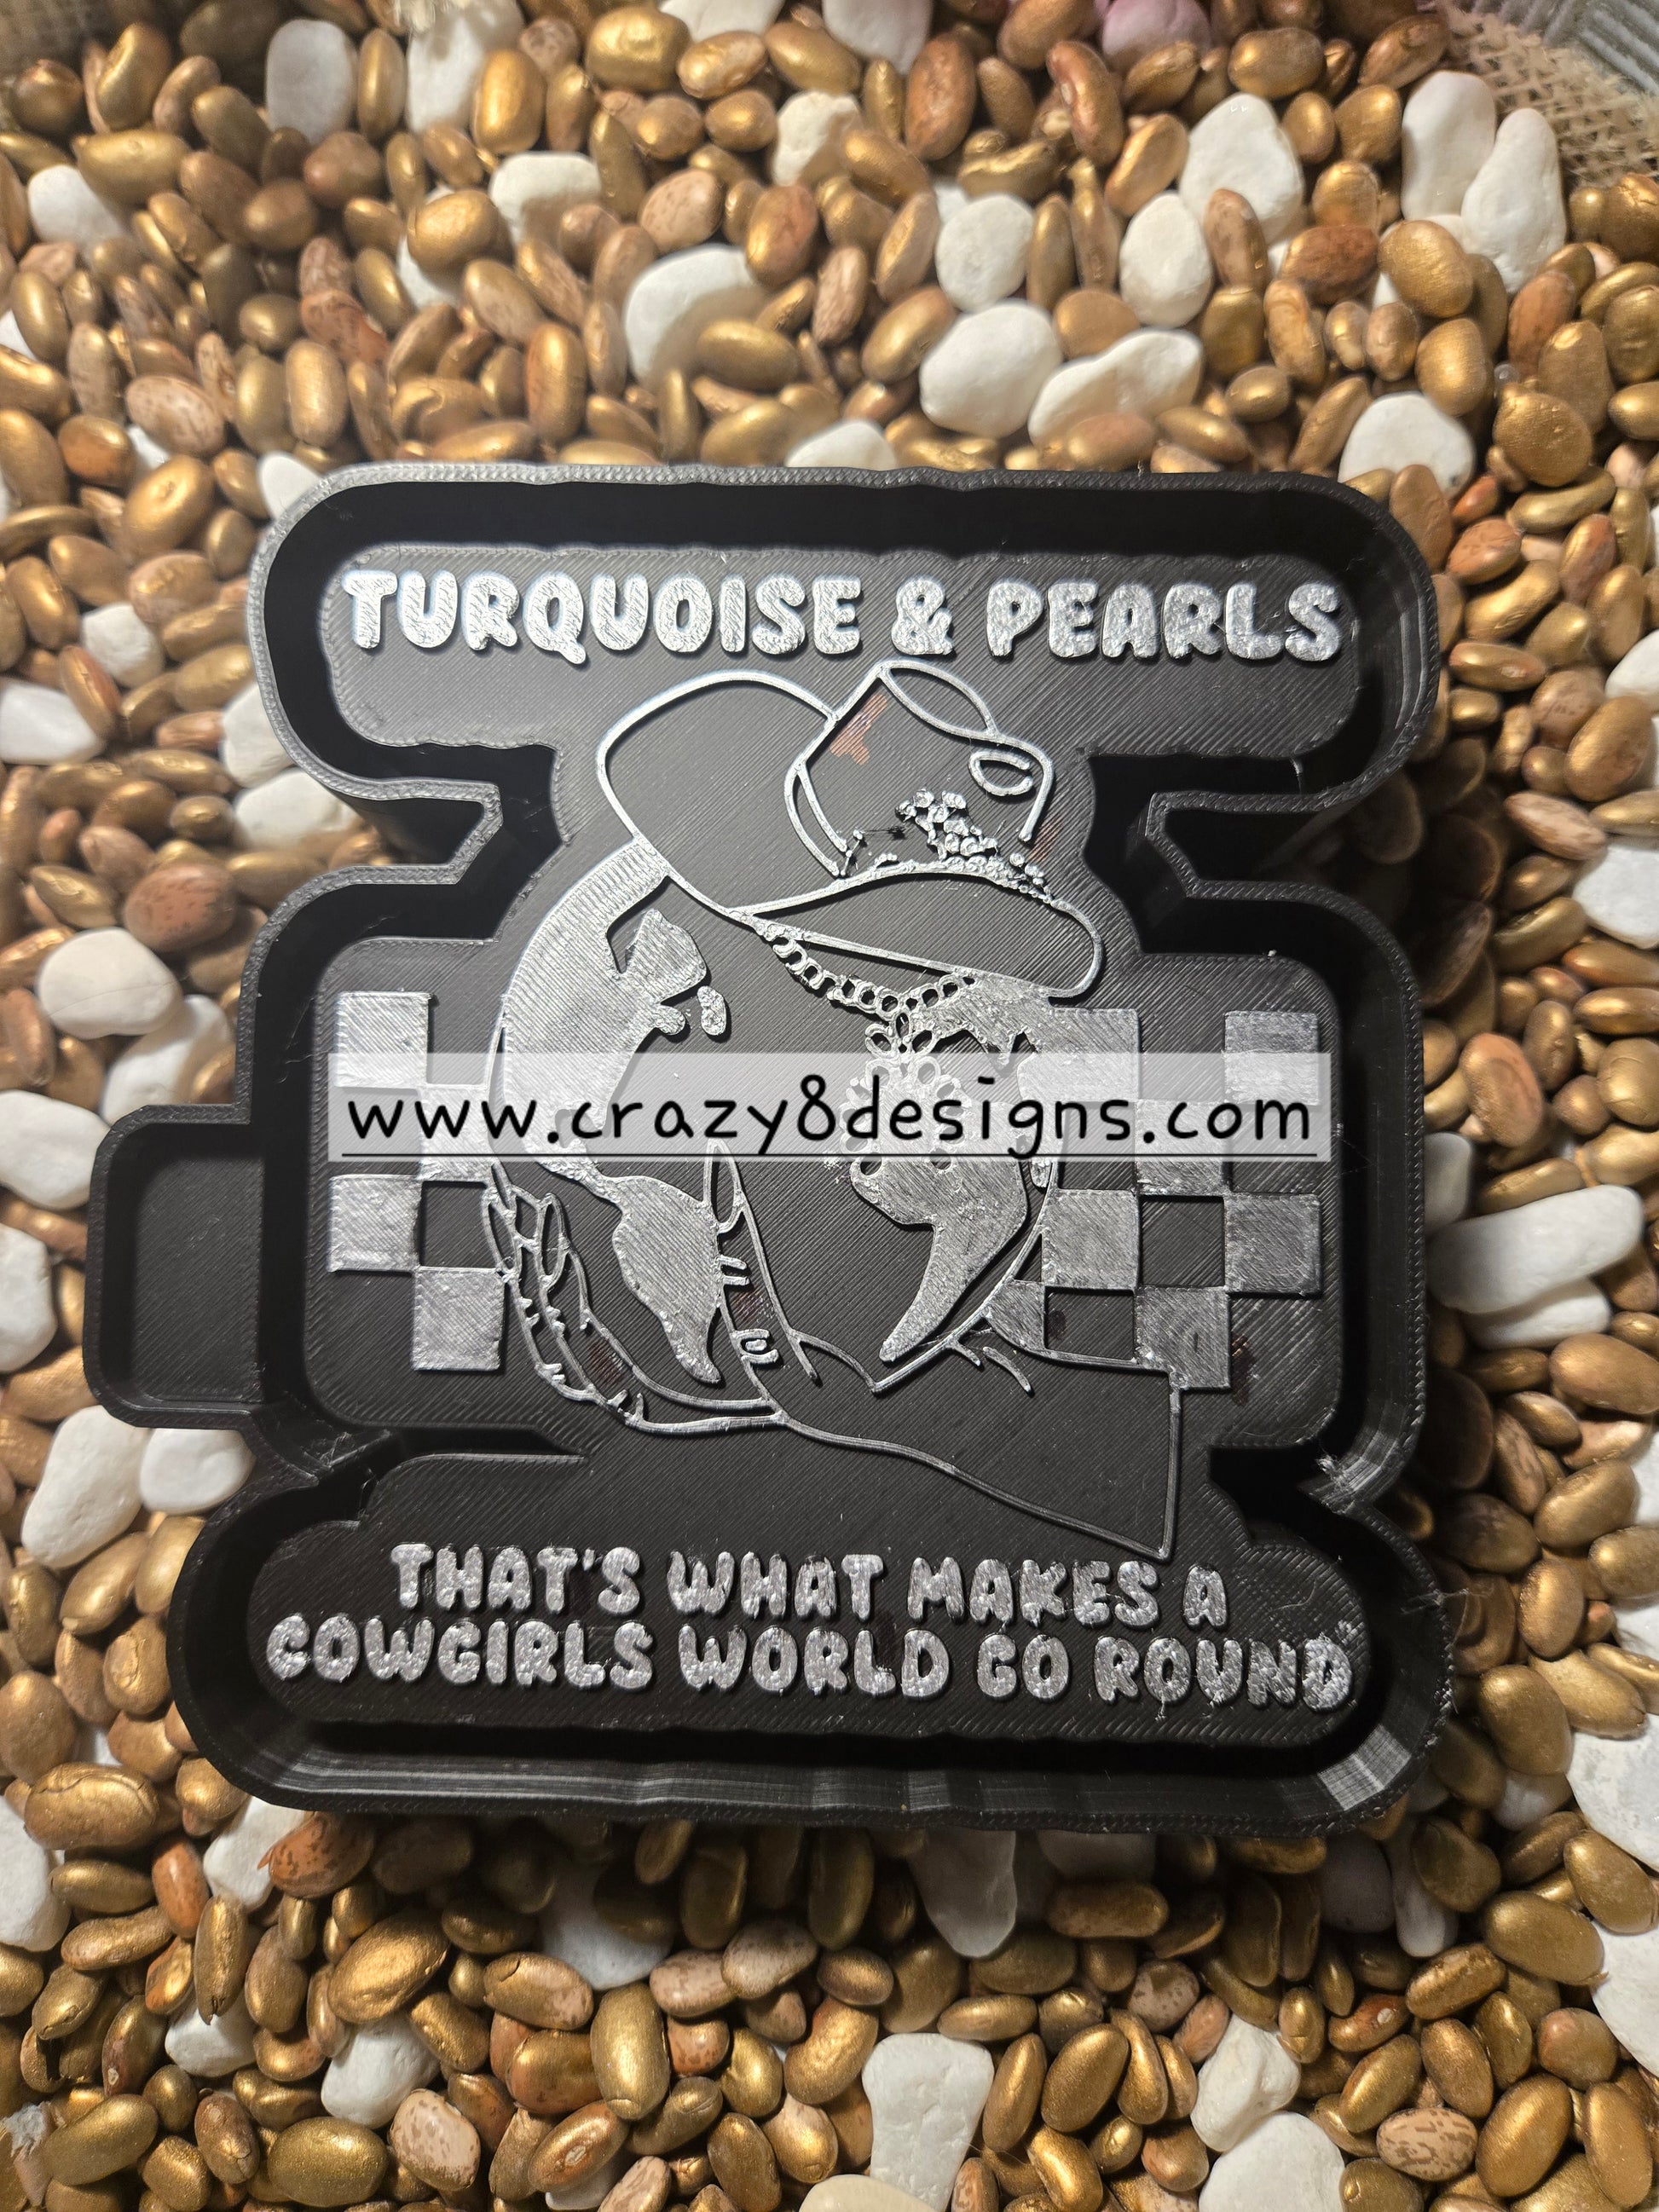 TURQUOISE & PEARLS
www.crazy8designs.com
THAT'S WHAT MAKES A
COWGIRLS WORLD GO ROUND